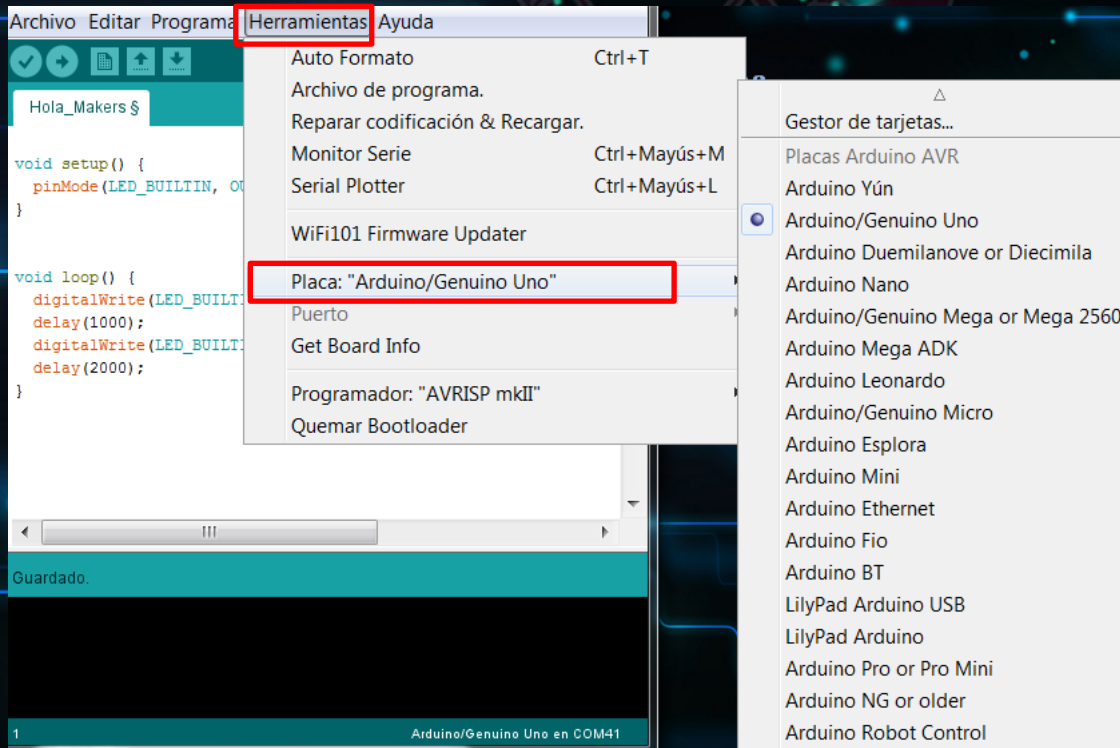 Archivo Editar Programa Herramientas Ayuda
Hola_Makers §
void setup() {
pinMode(LED_BUILTIN,
}
void loop() {
digitalWrite(
delay(1000);
digitalWrite(
delay(2000);
}
Guardado.
1 Arduino/Genuino Uno en COM41
Auto Formato Ctrl+T
Archivo de programa.
Reparar codificación & Recargar.
Monitor Serie Ctrl+Mayús+M
Serial Plotter Ctrl+Mayús+L
WiFi101 Firmware Updater
Placa: "Arduino/Genuino Uno"
Puerto
Get Board Info
Programador: "AVRISP mkII"
Quemar Bootloader
Gestor de tarjetas...
Placas Arduino AVR
Arduino Yún
Arduino/Genuino Uno
Arduino Duemilanove or Diecimila
Arduino Nano
Arduino/Genuino Mega or Mega 2560
Arduino Mega ADK
Arduino Leonardo
Arduino/Genuino Micro
Arduino Esplora
Arduino Mini
Arduino Ethernet
Arduino Fio
Arduino BT
LilyPad Arduino USB
LilyPad Arduino
Arduino Pro or Pro Mini
Arduino NG or older
Arduino Robot Control